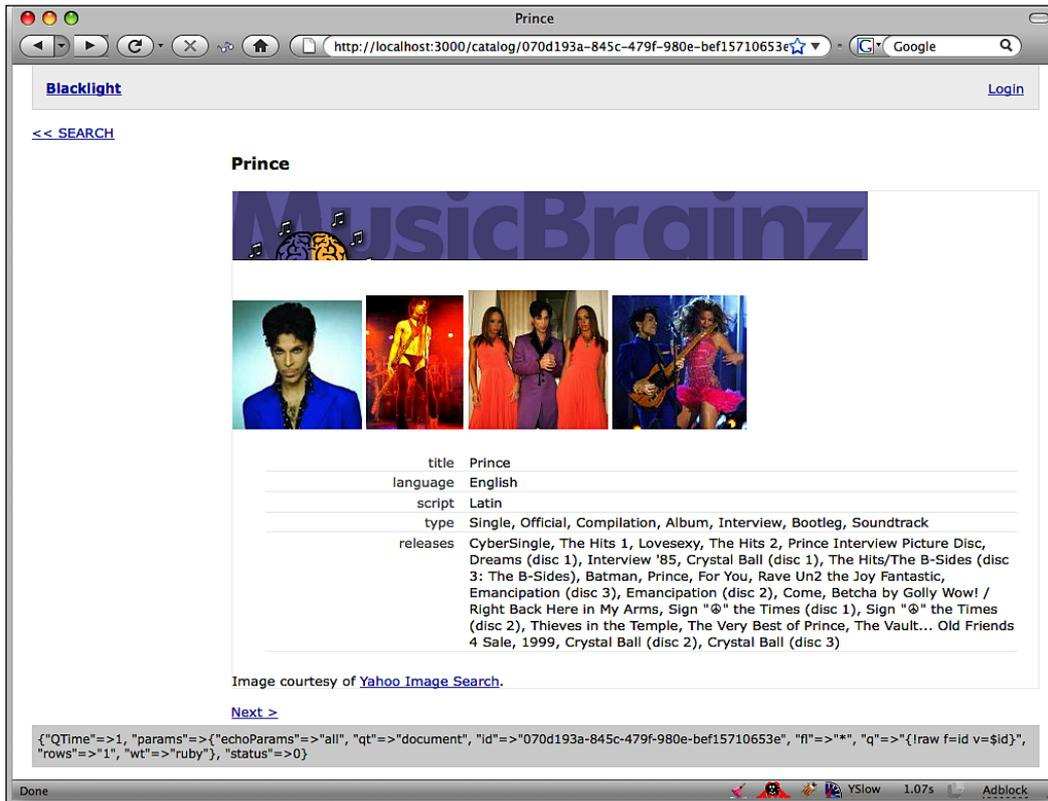 Prince
http://localhost:3000/catalog/070d193a-845c-479f-980e-bef15710653e
Google
Blacklight
Login
<< SEARCH
Prince
MusicBrainz
title Prince
language English
script Latin
type Single, Official, Compilation, Album, Interview, Bootleg, Soundtrack
releases CyberSingle, The Hits 1, Lovesexy, The Hits 2, Prince Interview Picture Disc,
Dreams (disc 1), Interview '85, Crystal Ball (disc 1), The Hits/The B-Sides (disc
3: The B-Sides), Batman, Prince, For You, Rave Un2 the Joy Fantastic,
Emancipation (disc 3), Emancipation (disc 2), Come, Betcha by Golly Wow! /
Right Back Here in My Arms, Sign "☮" the Times (disc 1), Sign "☮" the Times
(disc 2), Thieves in the Temple, The Very Best of Prince, The Vault... Old Friends
4 Sale, 1999, Crystal Ball (disc 2), Crystal Ball (disc 3)
Image courtesy of Yahoo Image Search.
Next >
{"QTime"=>1, "params"=>{"echoParams"=>"all", "qt"=>"document", "id"=>"070d193a-845c-479f-980e-bef15710653e", "fl"=>"*", "q"=>"{!raw f=id v=$id}",
"rows"=>"1", "wt"=>"ruby"}, "status"=>0}
Done
YSlow 1.07s Adblock